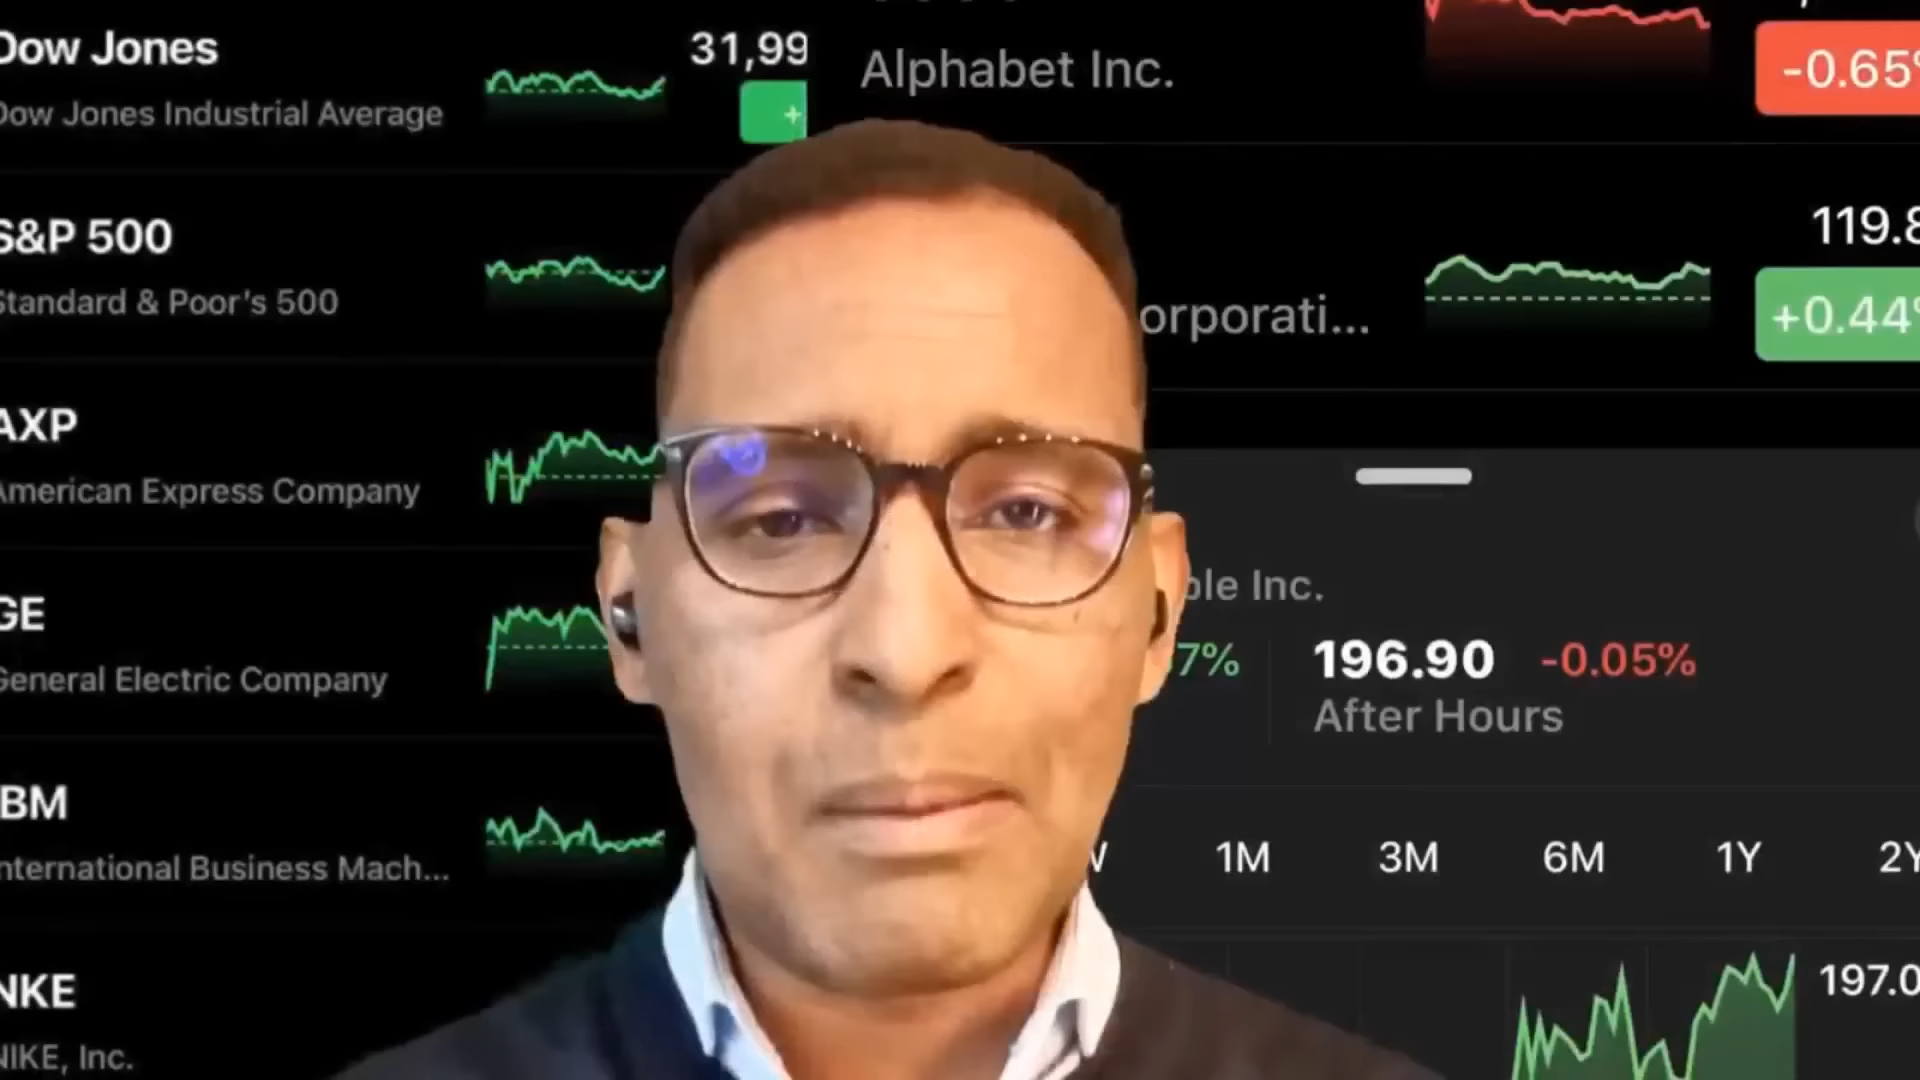 Dow Jones
31,99
Dow Jones Industrial Average
+
S&P 500
Standard & Poor's 500
AXP
American Express Company
GE
General Electric Company
IBM
International Business Mach...
NKE
NIKE, Inc.
Alphabet Inc.
-0.65%
119.8
orporati...
+0.44%
ple Inc.
7%
196.90
-0.05%
After Hours
W
1M
3M
6M
1Y
2Y
197.0